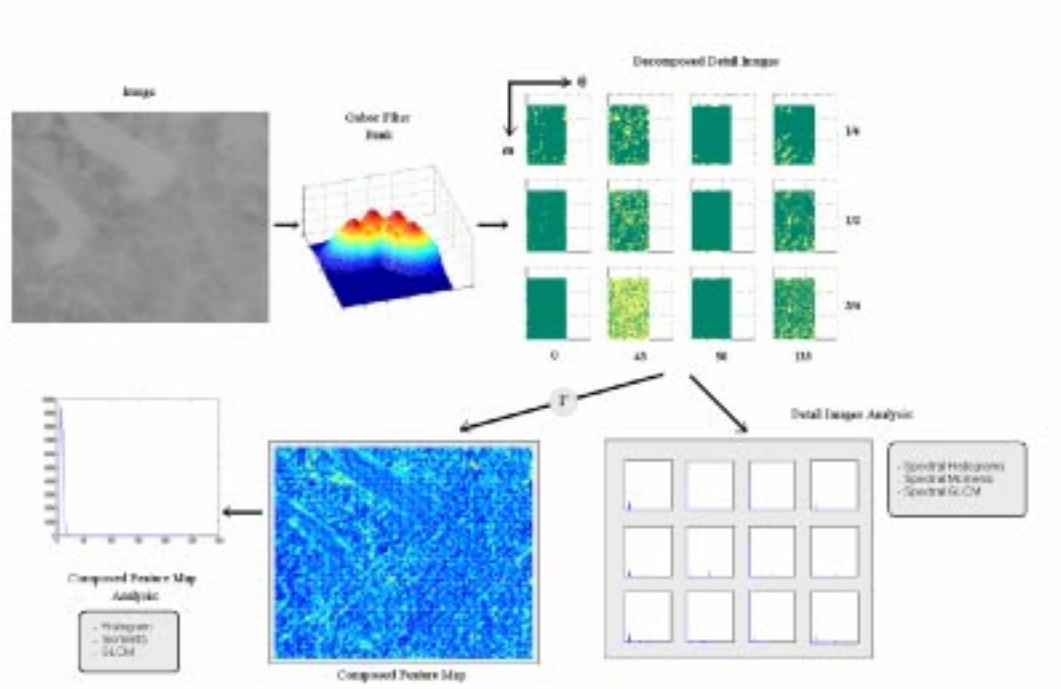 Decomposed Detail Images
Image
Gabor Filter
Bank
Θ
ω
1/4
1/2
3/4
0
45
90
135
Γ
Detail Images Analysis:
- Spectral Histograms
- Spectral Moments
- Spectral GLCM
Composed Feature Map
Analysis:
- Histogram
- Moments
- GLCM
Composed Feature Map